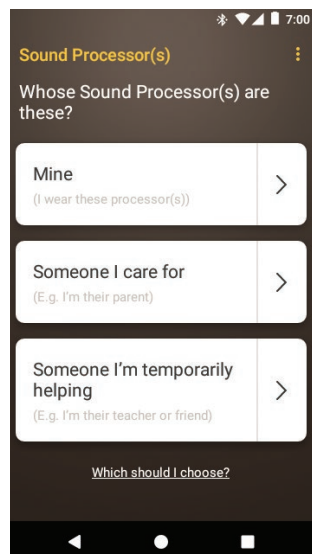 7:00
Sound Processor(s)
Whose Sound Processor(s) are
these?
Mine
(I wear these processor(s))
Someone I care for
(E.g. I'm their parent)
Someone I’m temporarily
helping
(E.g. I'm their teacher or friend)
Which should I choose?